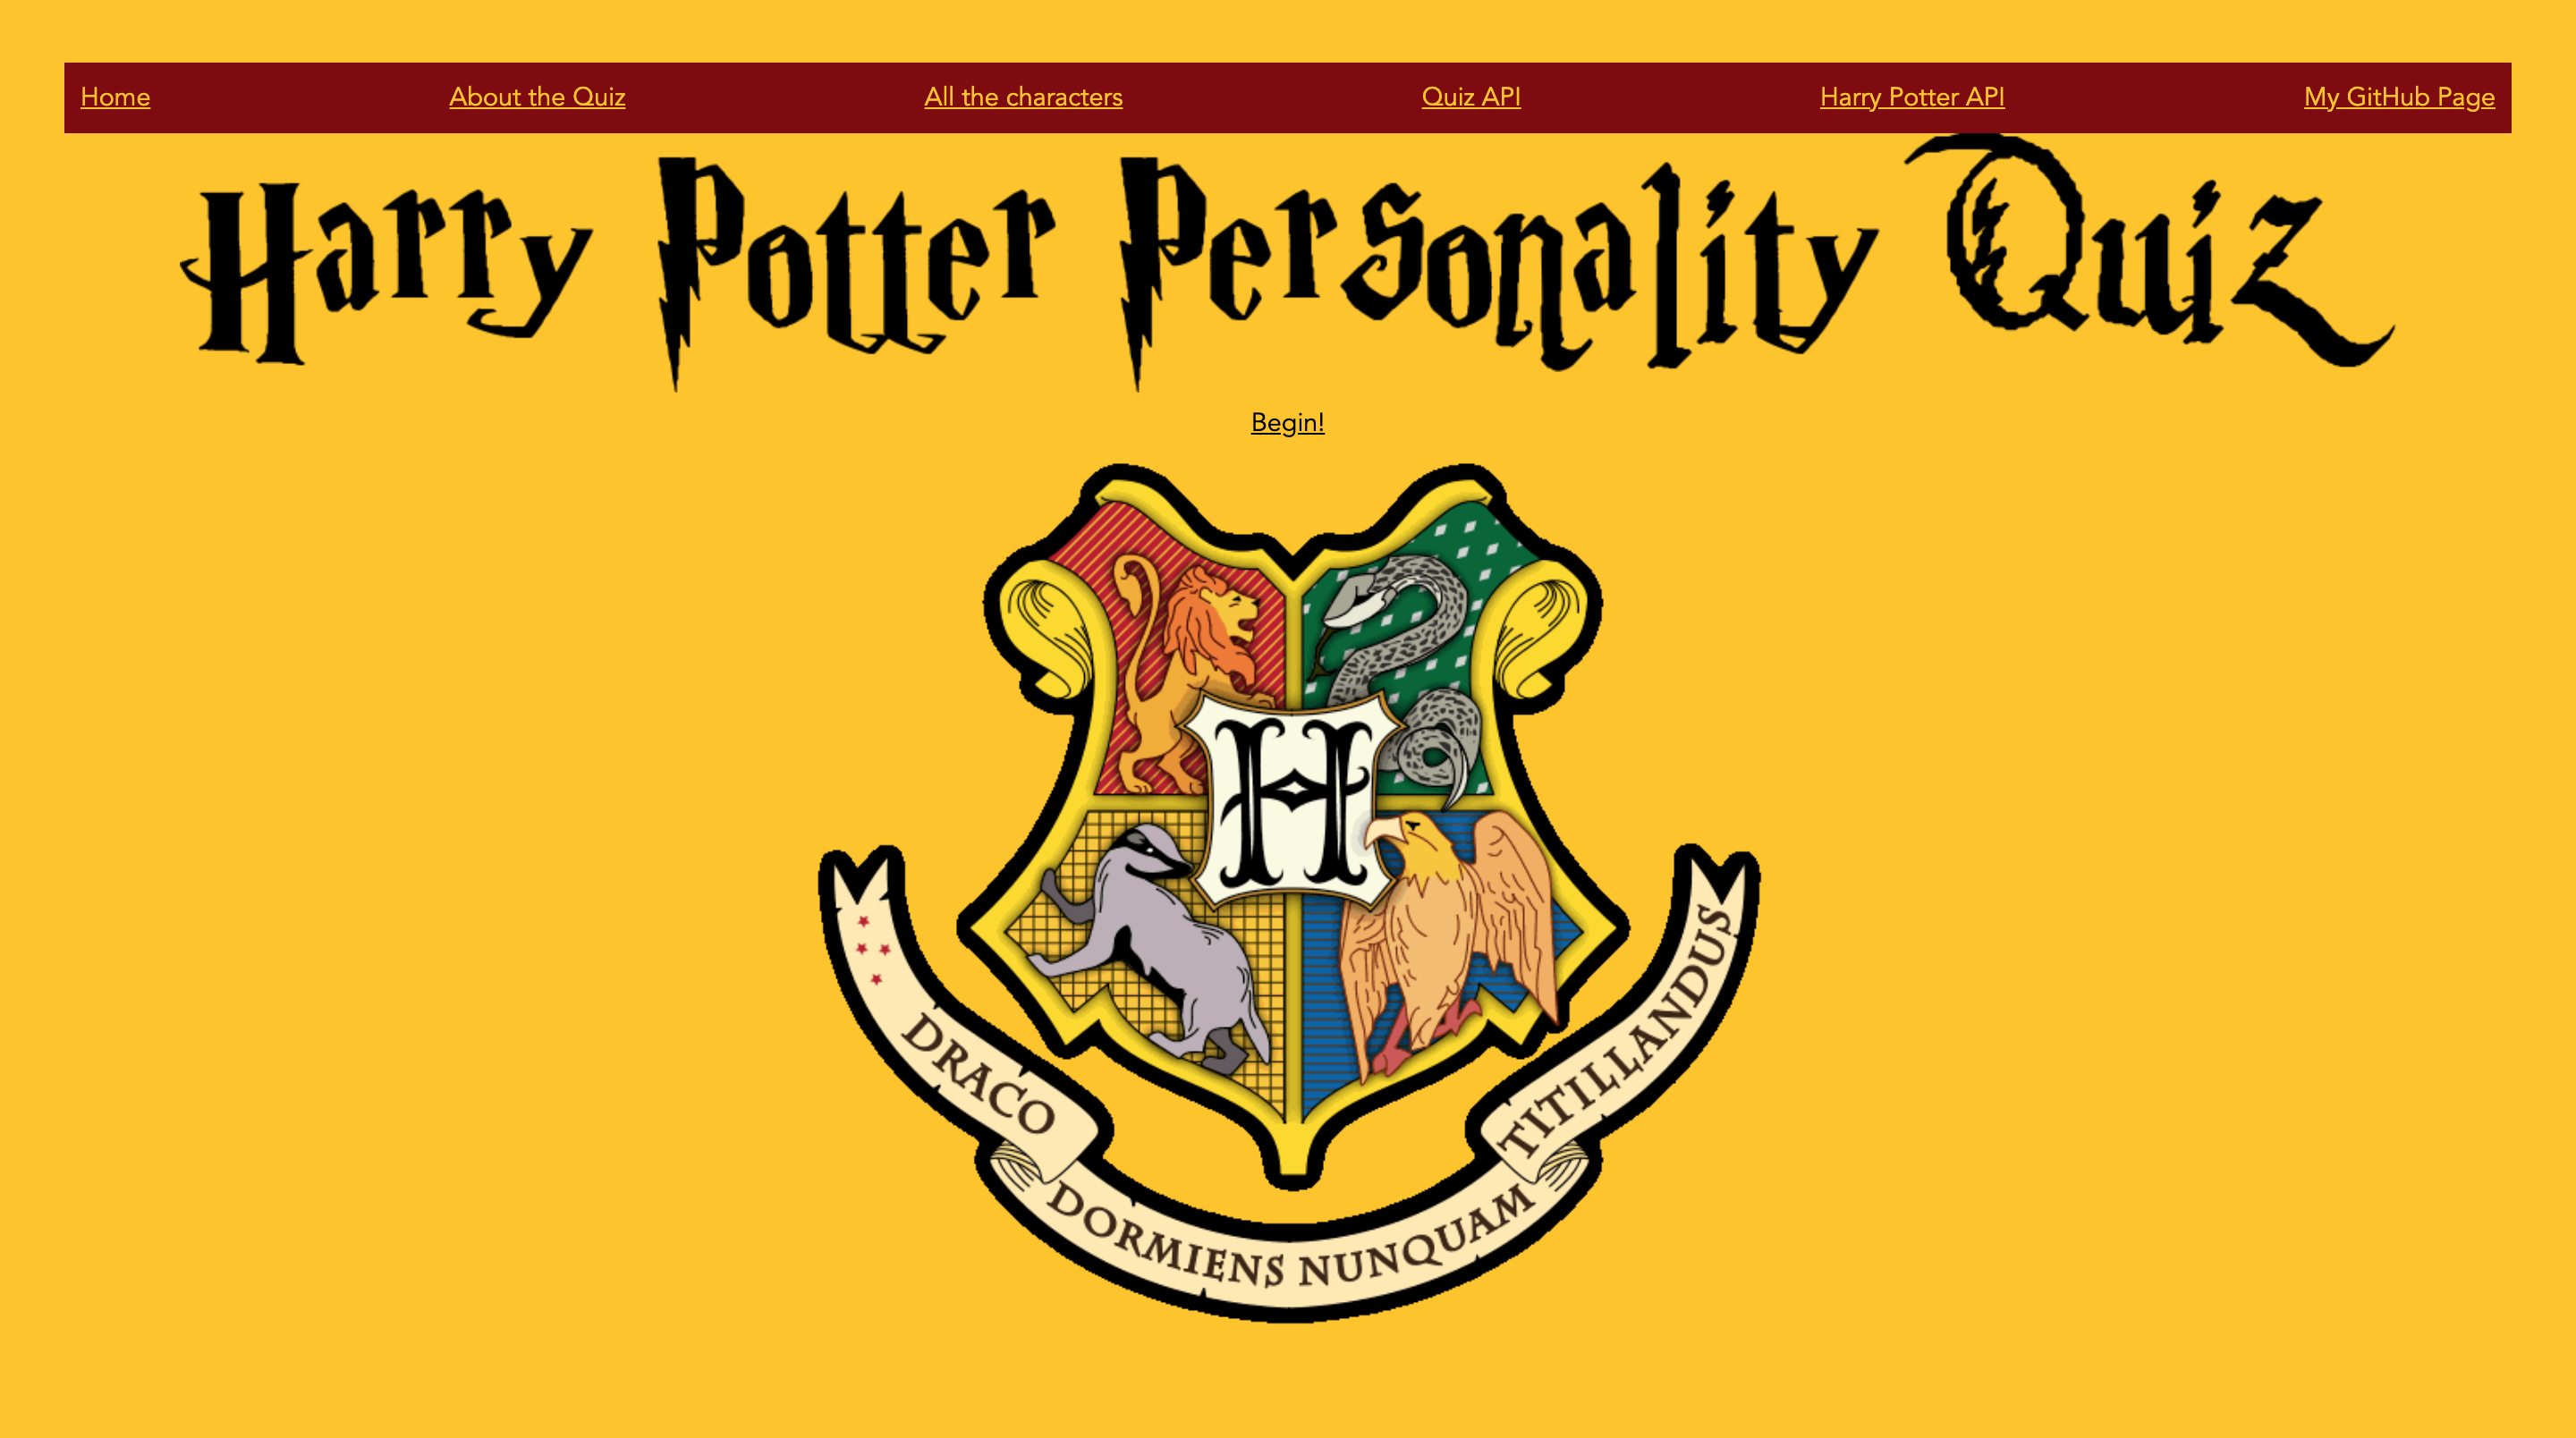 Home About the Quiz All the characters Quiz API Harry Potter API My GitHub Page
Harry Potter Personality Quiz
Begin!
H
DRACO DORMIENS NUNQUAM TITILLANDUS